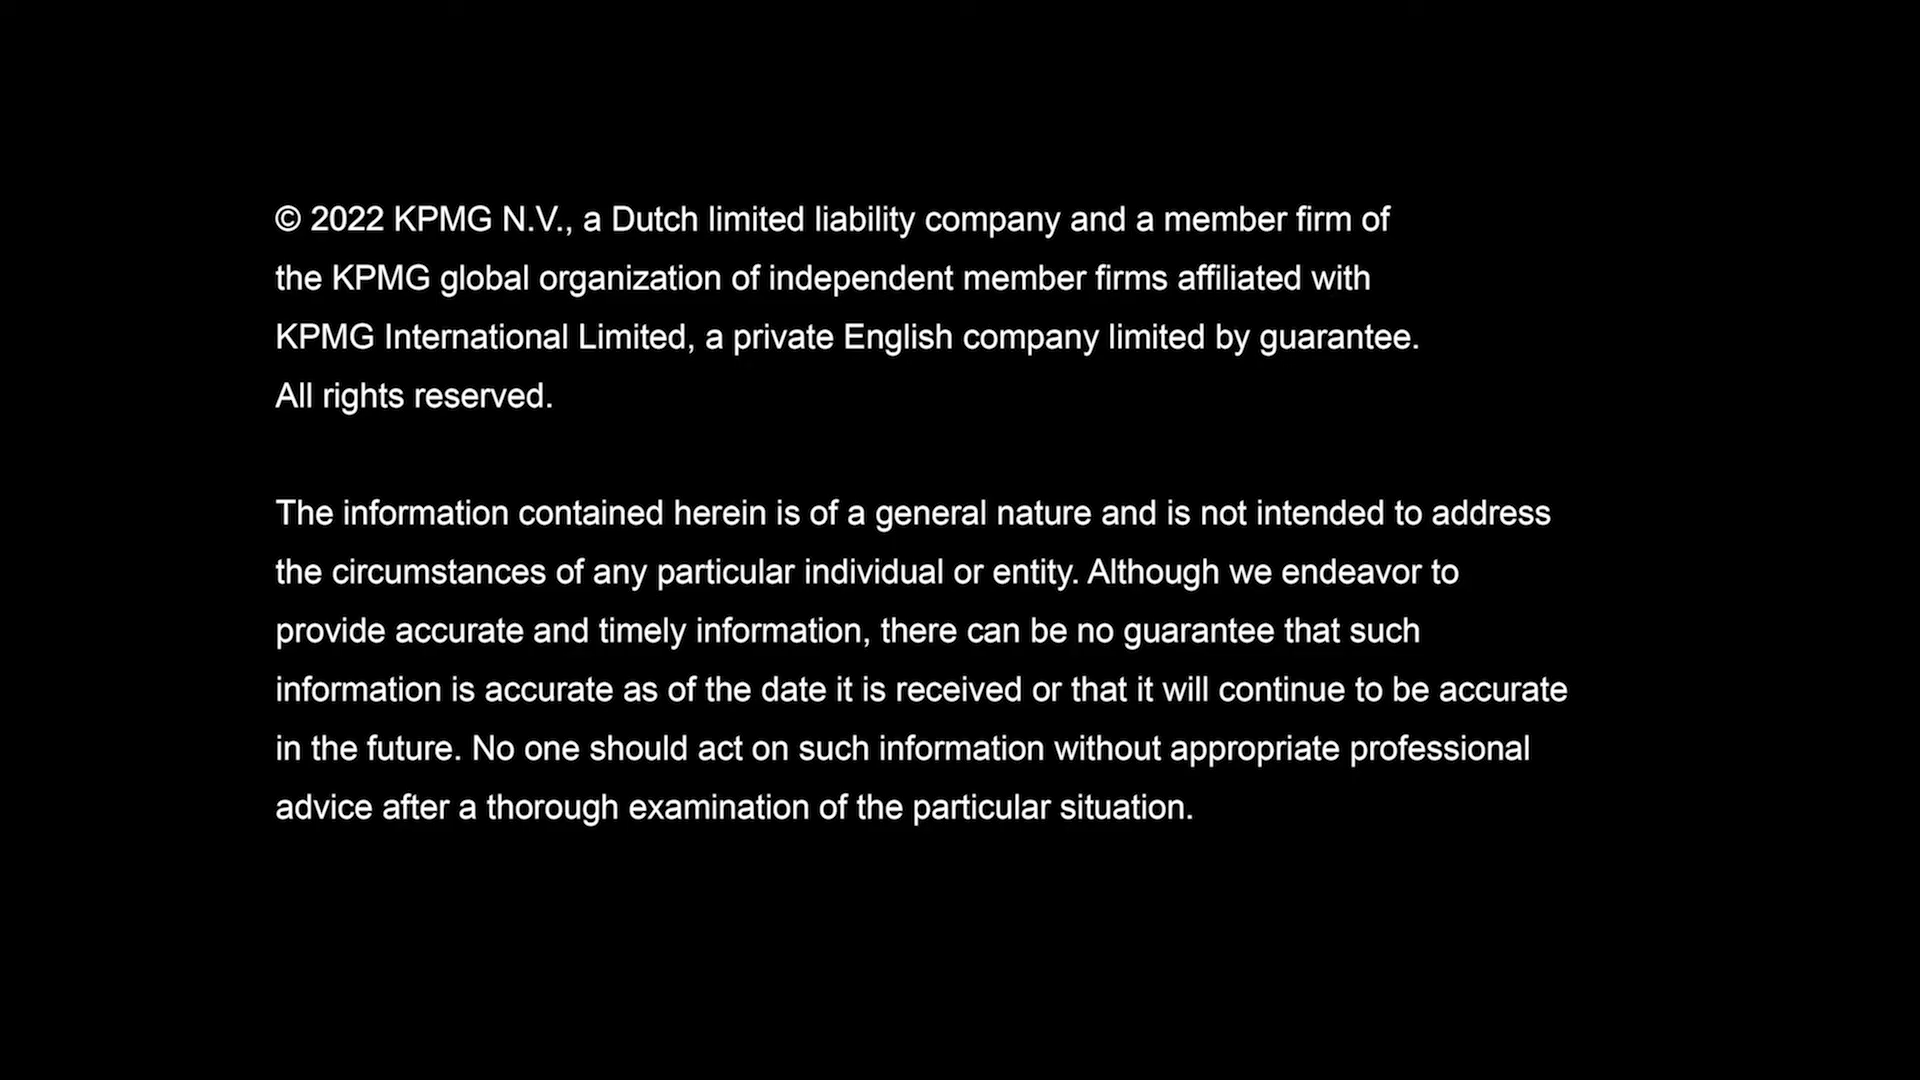 © 2022 KPMG N.V., a Dutch limited liability company and a member firm of
the KPMG global organization of independent member firms affiliated with
KPMG International Limited, a private English company limited by guarantee.
All rights reserved.
The information contained herein is of a general nature and is not intended to address
the circumstances of any particular individual or entity. Although we endeavor to
provide accurate and timely information, there can be no guarantee that such
information is accurate as of the date it is received or that it will continue to be accurate
in the future. No one should act on such information without appropriate professional
advice after a thorough examination of the particular situation.